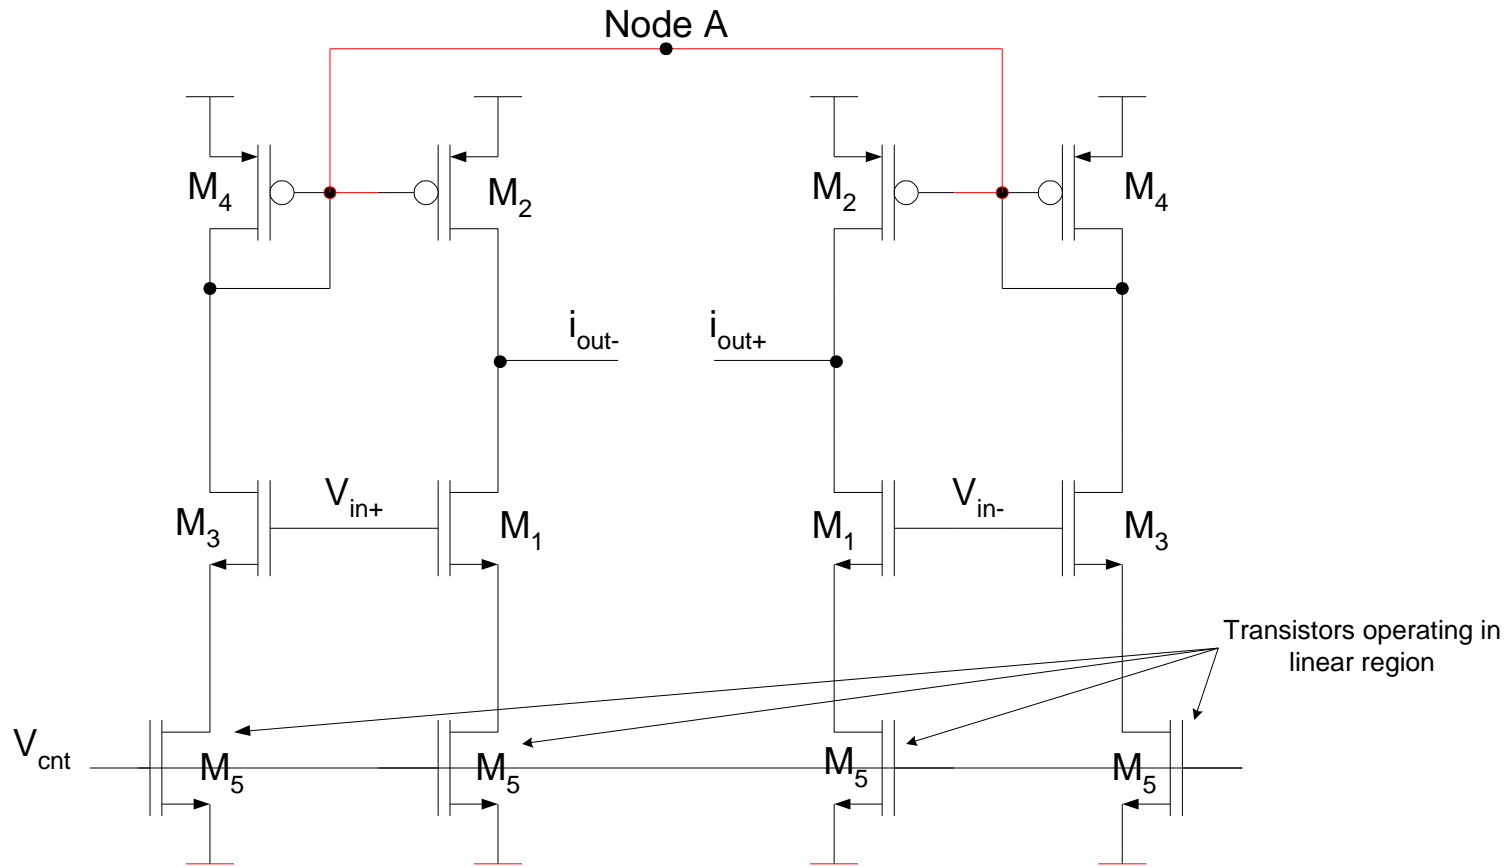 Node A
M4
M2
M2
M4
iout-
iout+
M3
Vin+
M1
M1
Vin-
M3
Transistors operating in
linear region
Vcnt
M5
M5
M5
M5